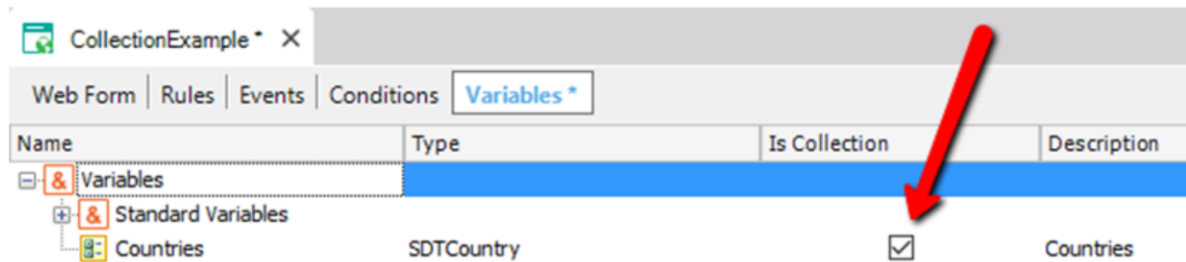 CollectionExample *
Web Form Rules Events Conditions Variables *
Name Type Is Collection Description
& Variables
& Standard Variables
Countries SDTCountry Countries